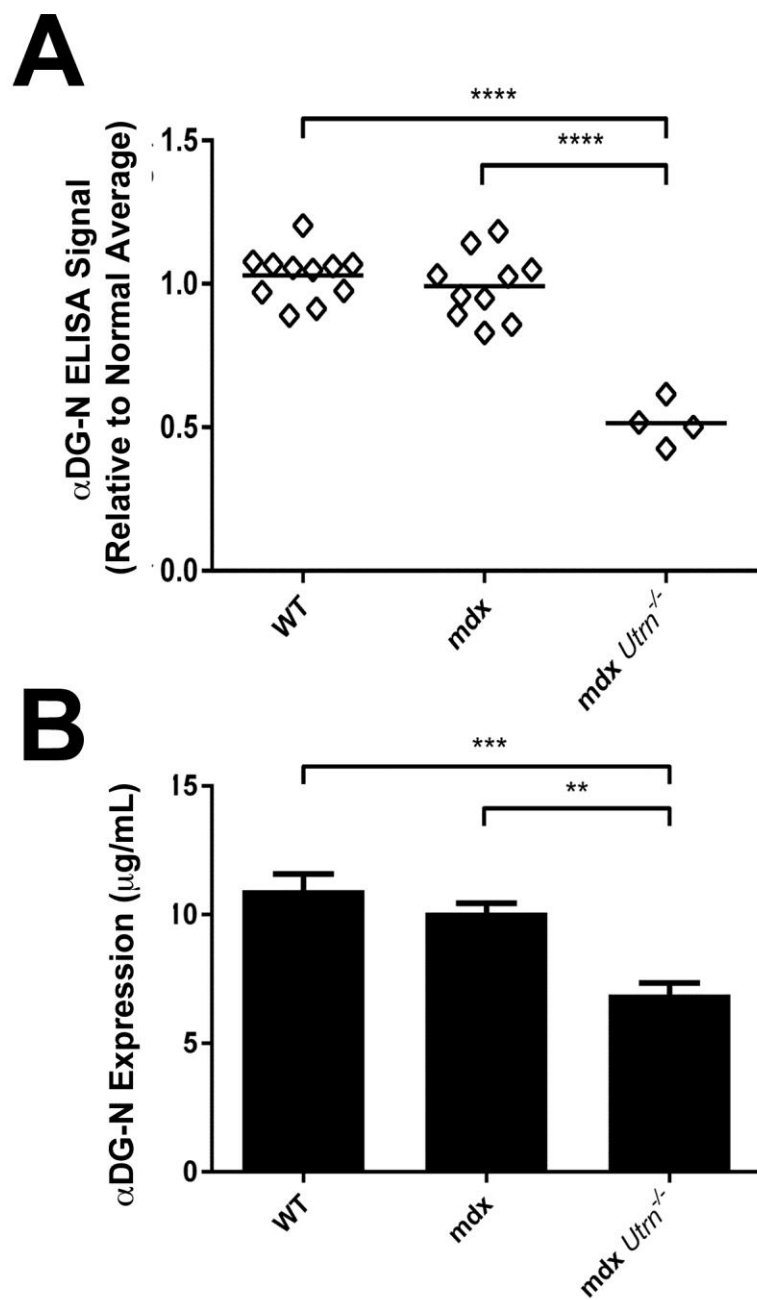 A
****
****
αDG-N ELISA Signal
(Relative to Normal Average)
1.5
1.0
0.5
0.0
WT
mdx
mdx Utrn-/-
B
***
**
αDG-N Expression (μg/mL)
15
10
5
0
WT
mdx
mdx Utrn-/-